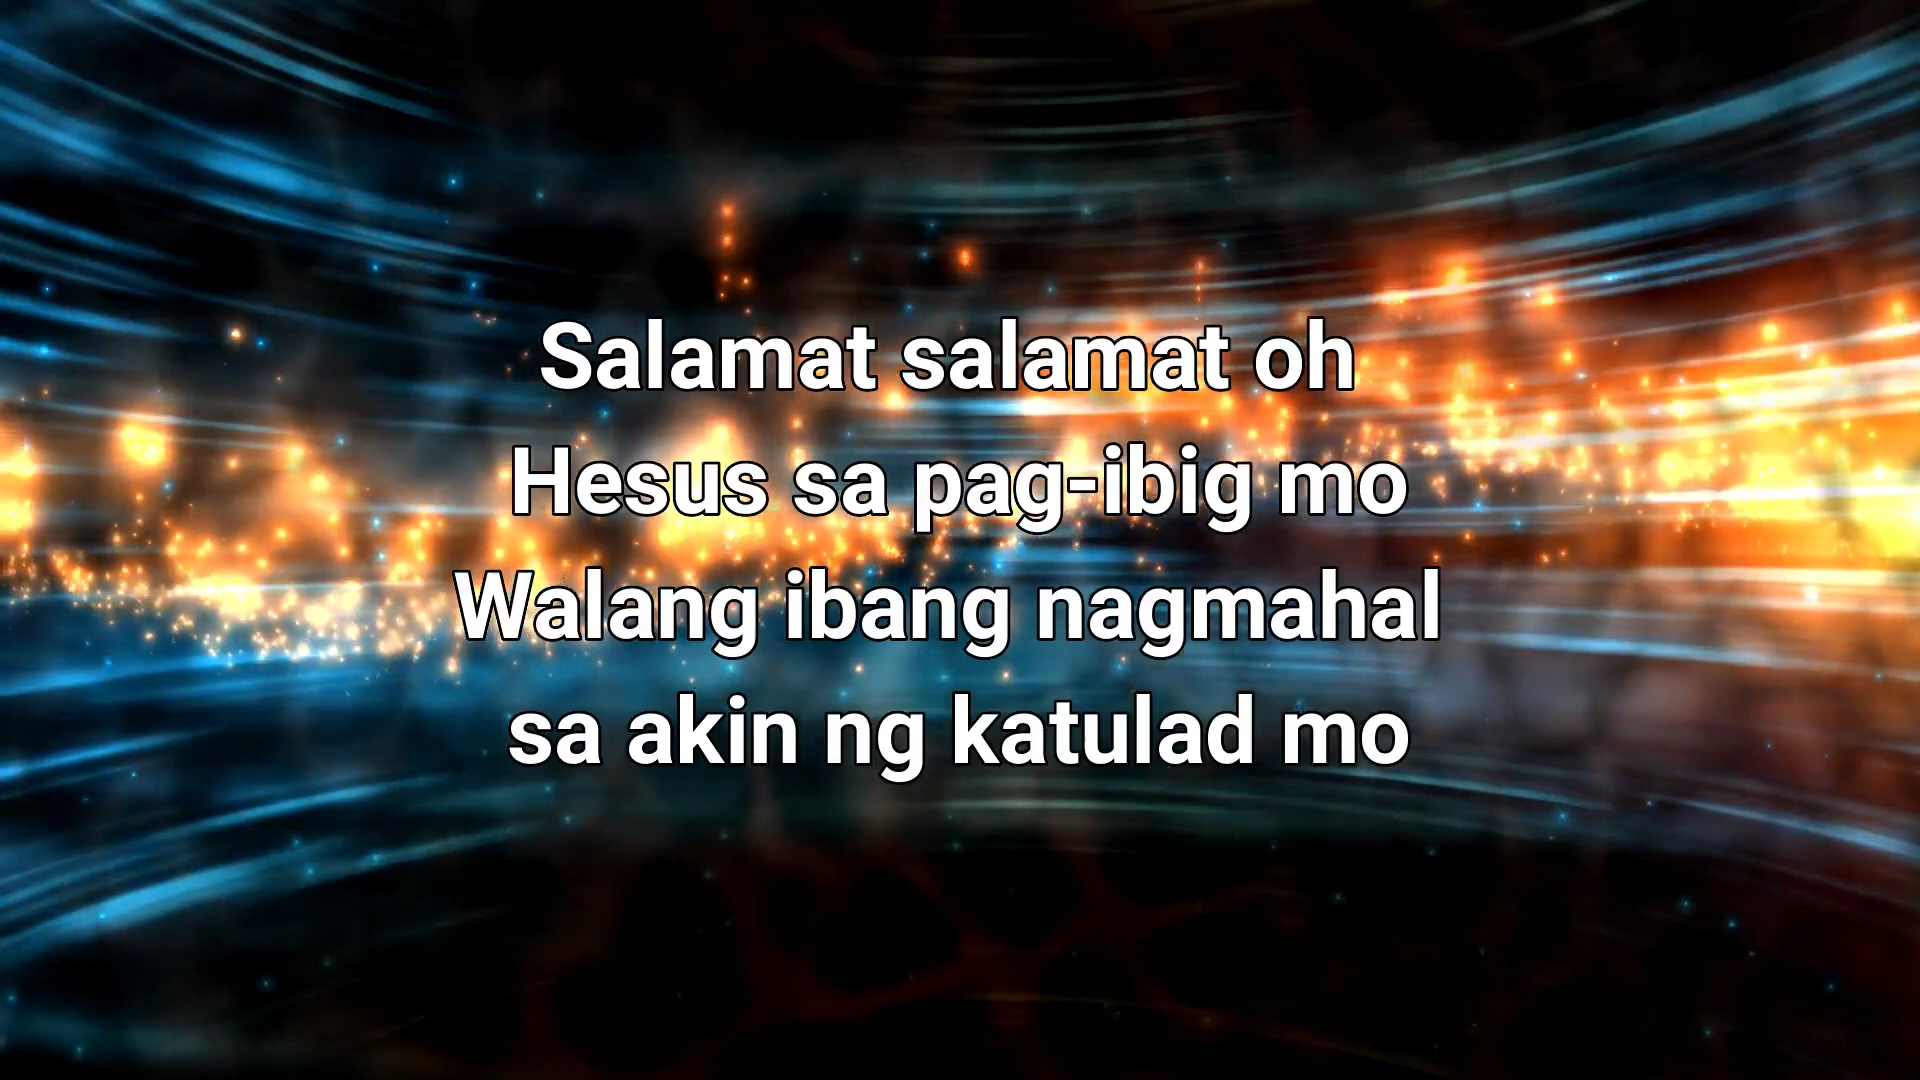 Salamat salamat oh
Hesus sa pag-ibig mo
Walang ibang nagmahal
sa akin ng katulad mo